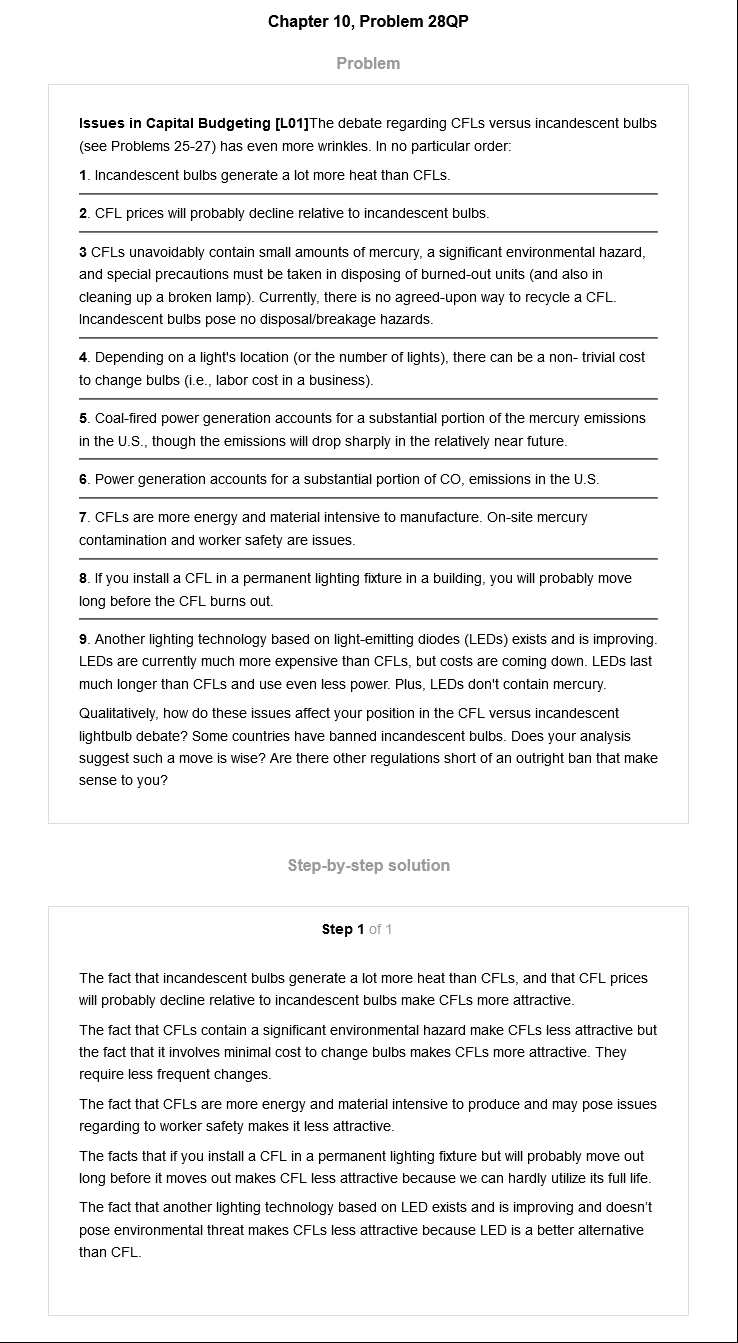 Chapter 10, Problem 28QP
Problem
Issues in Capital Budgeting [L01]The debate regarding CFLs versus incandescent bulbs
(see Problems 25-27) has even more wrinkles. In no particular order:
1. Incandescent bulbs generate a lot more heat than CFLs.
2. CFL prices will probably decline relative to incandescent bulbs.
3 CFLs unavoidably contain small amounts of mercury, a significant environmental hazard,
and special precautions must be taken in disposing of burned-out units (and also in
cleaning up a broken lamp). Currently, there is no agreed-upon way to recycle a CFL.
Incandescent bulbs pose no disposal/breakage hazards.
4. Depending on a light's location (or the number of lights), there can be a non- trivial cost
to change bulbs (i.e., labor cost in a business).
5. Coal-fired power generation accounts for a substantial portion of the mercury emissions
in the U.S., though the emissions will drop sharply in the relatively near future.
6. Power generation accounts for a substantial portion of CO, emissions in the U.S.
7. CFLs are more energy and material intensive to manufacture. On-site mercury
contamination and worker safety are issues.
8. If you install a CFL in a permanent lighting fixture in a building, you will probably move
long before the CFL burns out.
9. Another lighting technology based on light-emitting diodes (LEDs) exists and is improving.
LEDs are currently much more expensive than CFLs, but costs are coming down. LEDs last
much longer than CFLs and use even less power. Plus, LEDs don't contain mercury.
Qualitatively, how do these issues affect your position in the CFL versus incandescent
lightbulb debate? Some countries have banned incandescent bulbs. Does your analysis
suggest such a move is wise? Are there other regulations short of an outright ban that make
sense to you?
Step-by-step solution
Step 1 of 1
The fact that incandescent bulbs generate a lot more heat than CFLs, and that CFL prices
will probably decline relative to incandescent bulbs make CFLs more attractive.
The fact that CFLs contain a significant environmental hazard make CFLs less attractive but
the fact that it involves minimal cost to change bulbs makes CFLs more attractive. They
require less frequent changes.
The fact that CFLs are more energy and material intensive to produce and may pose issues
regarding to worker safety makes it less attractive.
The facts that if you install a CFL in a permanent lighting fixture but will probably move out
long before it moves out makes CFL less attractive because we can hardly utilize its full life.
The fact that another lighting technology based on LED exists and is improving and doesn't
pose environmental threat makes CFLs less attractive because LED is a better alternative
than CFL.